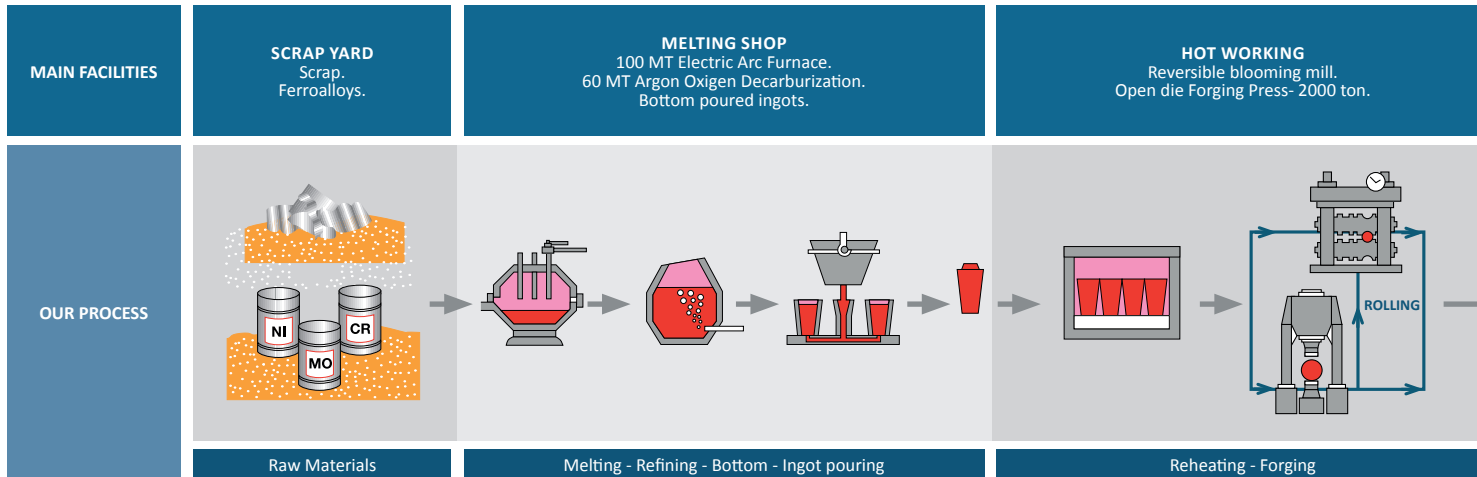 MAIN FACILITIES
SCRAP YARD
Scrap.
Ferroalloys.
MELTING SHOP
100 MT Electric Arc Furnace.
60 MT Argon Oxigen Decarburization.
Bottom poured ingots.
HOT WORKING
Reversible blooming mill.
Open die Forging Press- 2000 ton.
OUR PROCESS
NI
CR
MO
ROLLING
Raw Materials
Melting - Refining - Bottom - Ingot pouring
Reheating - Forging